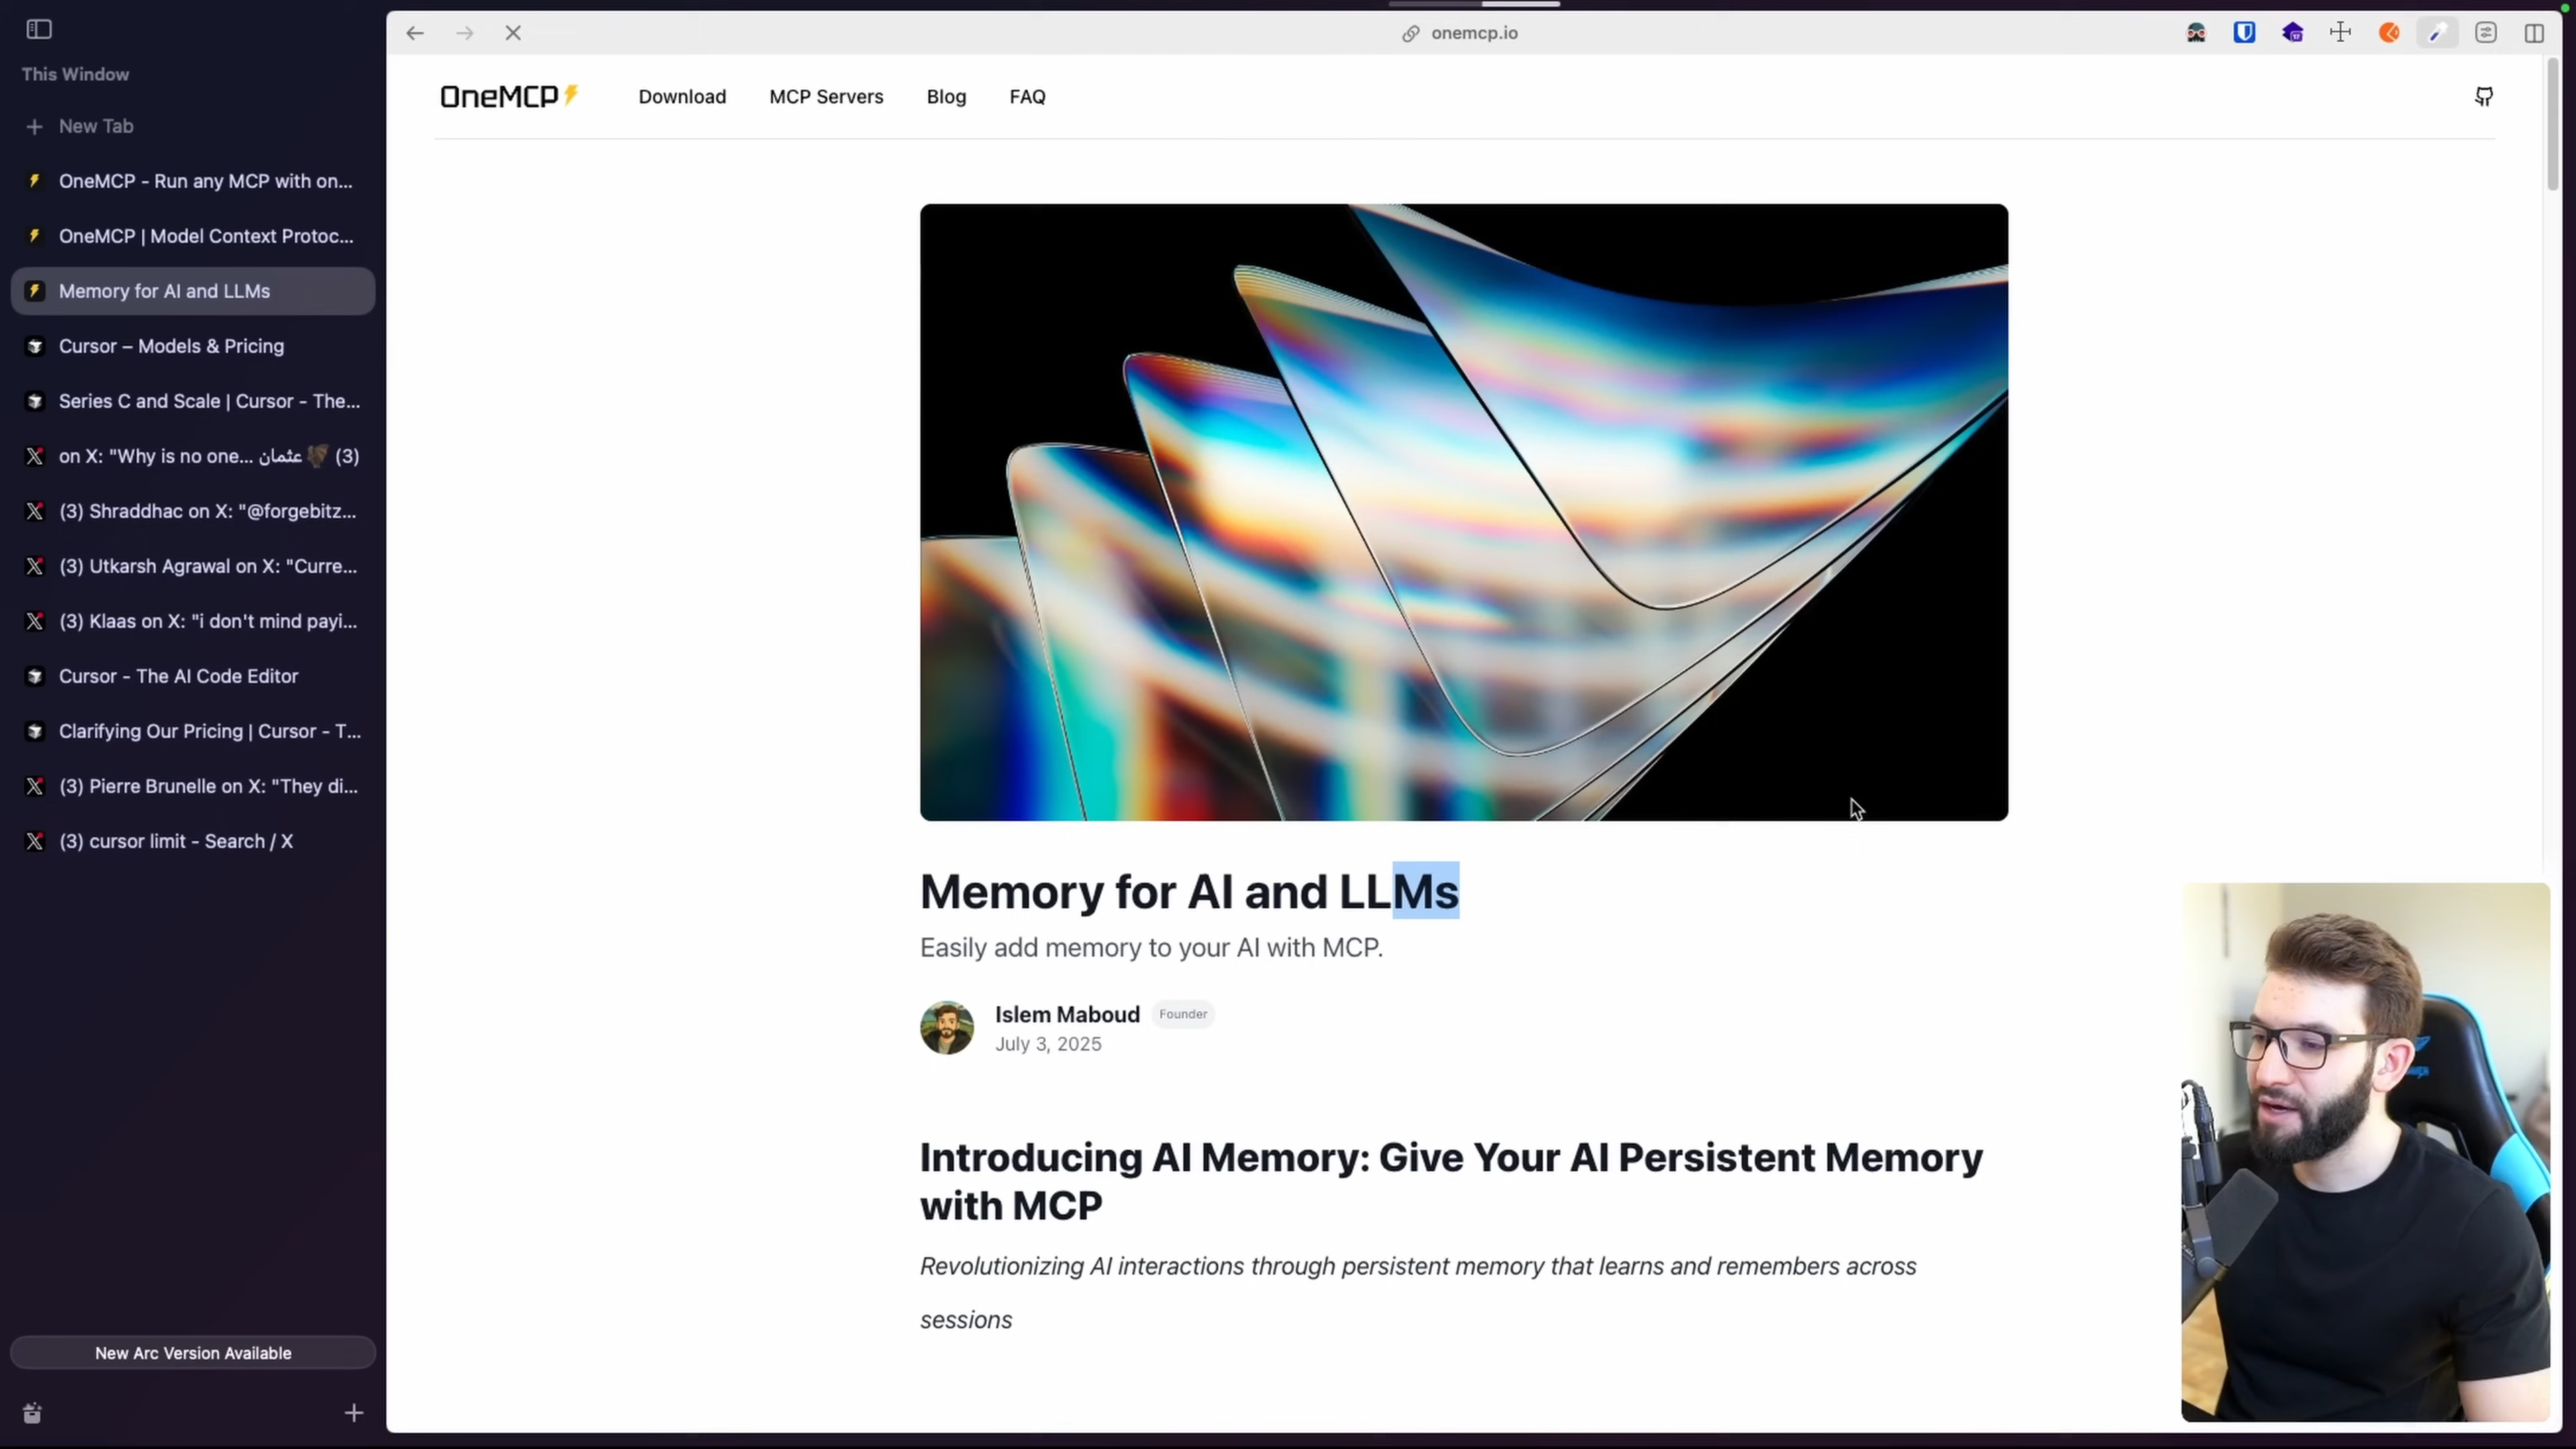 This Window
New Tab
OneMCP - Run any MCP with on...
OneMCP | Model Context Protoc...
Memory for AI and LLMs
Cursor – Models & Pricing
Series C and Scale | Cursor - The...
on X: "Why is no one... عثمان (3)
(3) Shraddhac on X: "@forgebitz...
(3) Utkarsh Agrawal on X: "Curre...
(3) Klaas on X: "i don't mind payi...
Cursor - The AI Code Editor
Clarifying Our Pricing | Cursor - T...
(3) Pierre Brunelle on X: "They di...
(3) cursor limit - Search / X
New Arc Version Available
onemcp.io
OneMCP
Download
MCP Servers
Blog
FAQ
Memory for AI and LLMs
Easily add memory to your AI with MCP.
Islem Maboud Founder
July 3, 2025
Introducing AI Memory: Give Your AI Persistent Memory
with MCP
Revolutionizing AI interactions through persistent memory that learns and remembers across
sessions